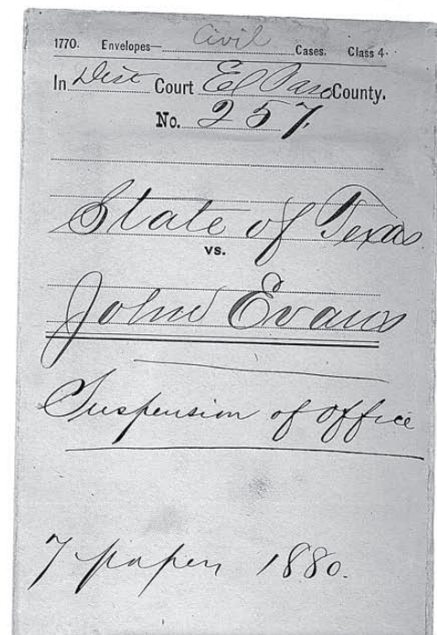 1770. Envelopes— Civil Cases. Class 4.
In Dist Court El Paso County.
No. 257.
State of Texas
vs.
John Evans
Suspension of Office
7 papers 1880.